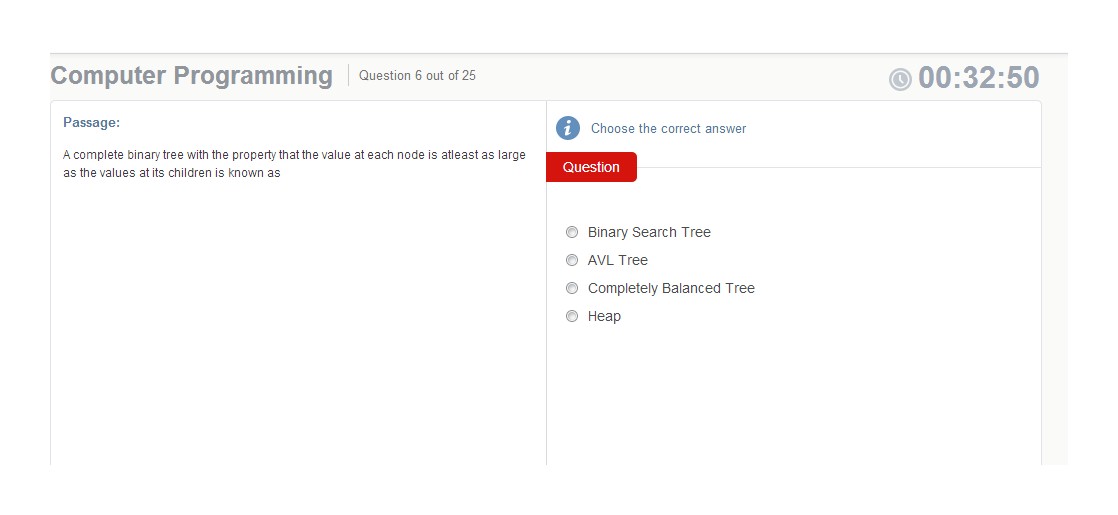 Computer Programming
Question 6 out of 25
00:32:50
Passage:
A complete binary tree with the property that the value at each node is atleast as large
as the values at its children is known as
Choose the correct answer
Question
Binary Search Tree
AVL Tree
Completely Balanced Tree
Heap